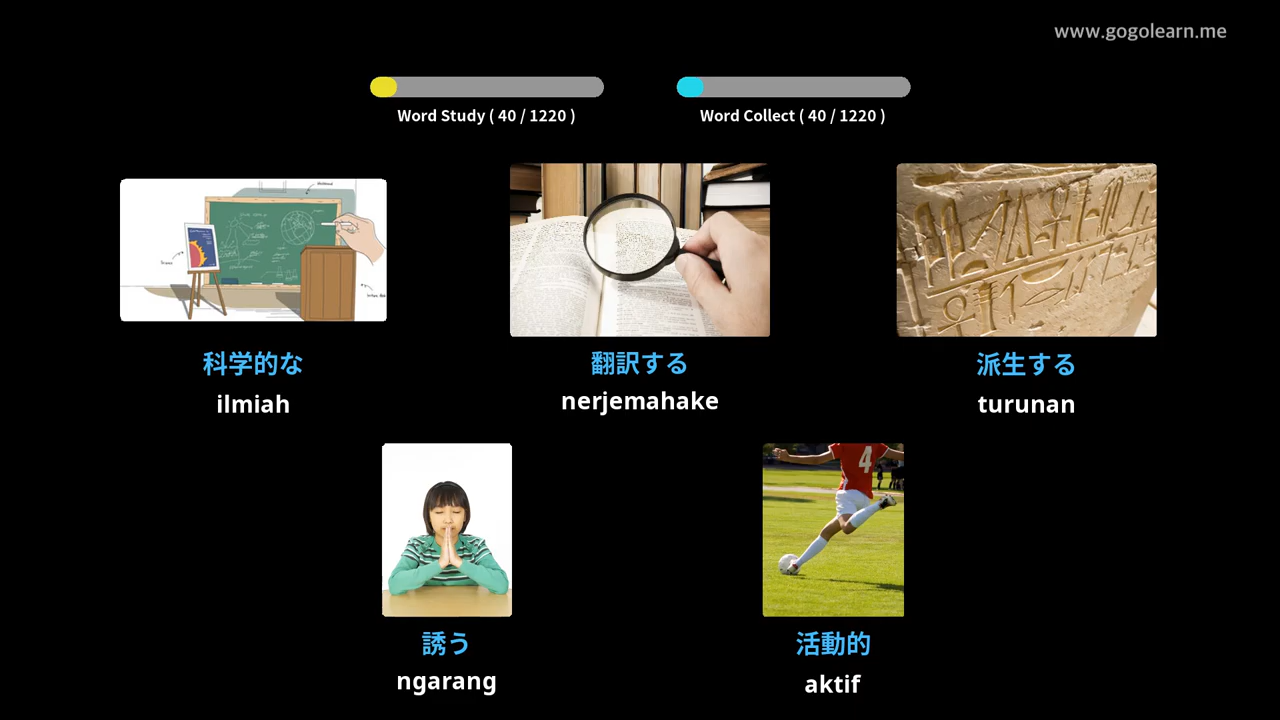 www.gogolearn.me
Word Study ( 40 / 1220 )
Word Collect ( 40 / 1220 )
科学的な
ilmiah
翻訳する
nerjemahake
派生する
turunan
4
誘う
ngarang
活動的
aktif